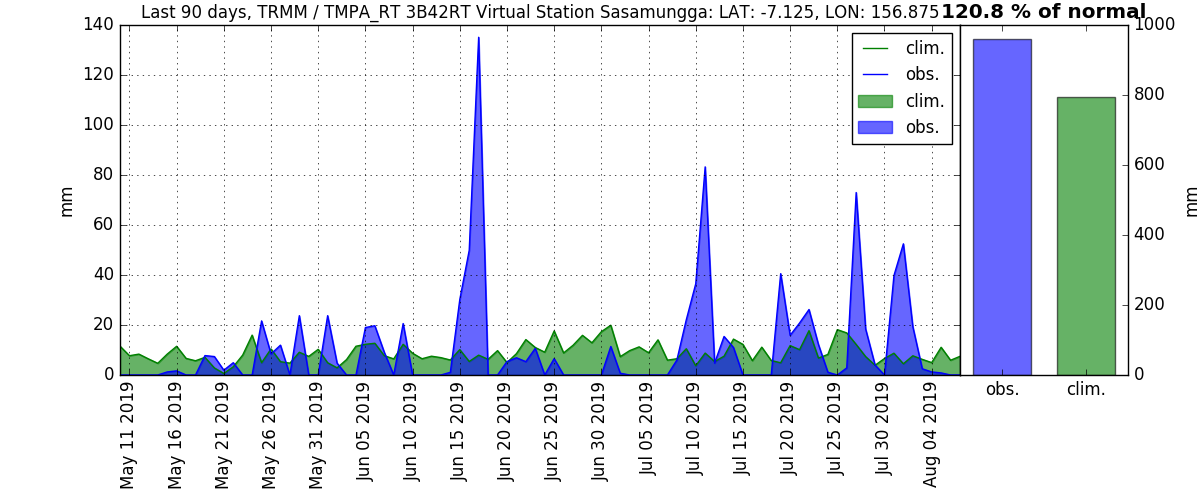 Last 90 days, TRMM / TMPA_RT 3B42RT Virtual Station Sasamungga: LAT: -7.125, LON: 156.875
120.8 % of normal
140
120
100
80
60
40
20
0
mm
clim.
obs.
clim.
obs.
May 11 2019
May 16 2019
May 21 2019
May 26 2019
May 31 2019
Jun 05 2019
Jun 10 2019
Jun 15 2019
Jun 20 2019
Jun 25 2019
Jun 30 2019
Jul 05 2019
Jul 10 2019
Jul 15 2019
Jul 20 2019
Jul 25 2019
Jul 30 2019
Aug 04 2019
1000
800
600
400
200
0
mm
obs.
clim.